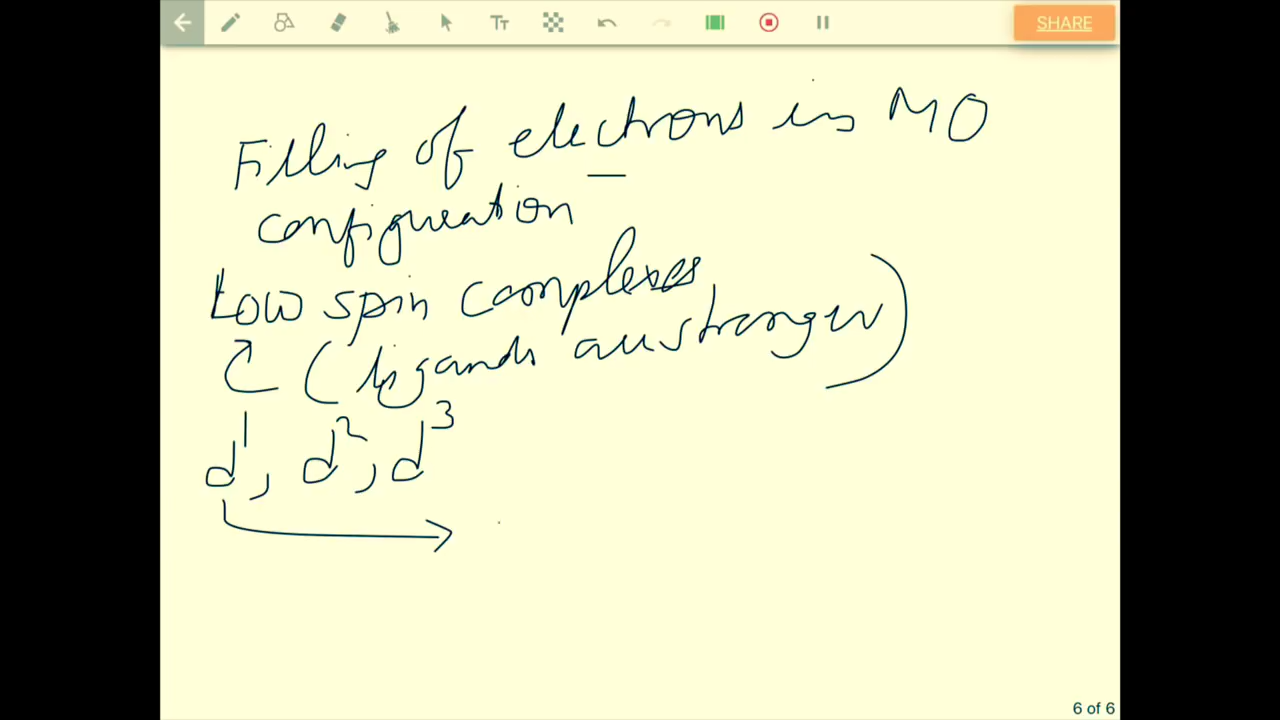 SHARE
Filling of electrons in MO
configuration
Low spin complexes
(ligands are stronger)
d¹, d², d³
6 of 6